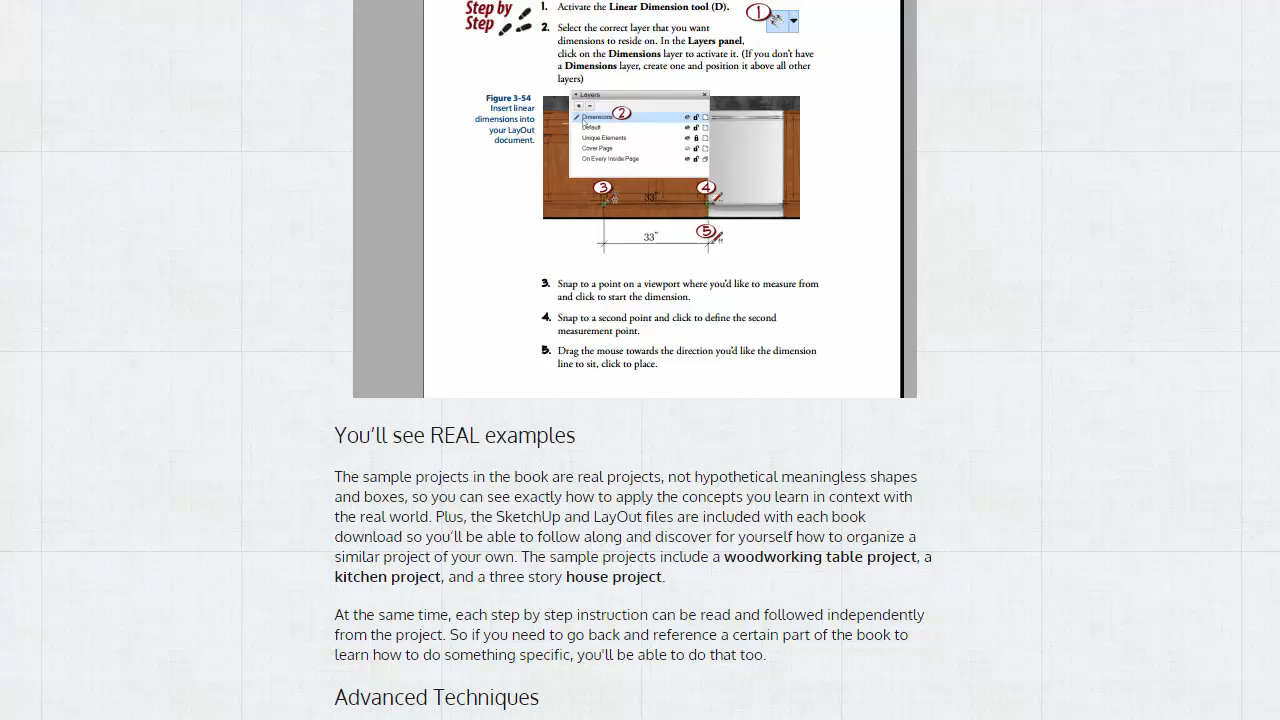 Step by
Step
1. Activate the Linear Dimension tool (D).
1
2. Select the correct layer that you want
dimensions to reside on. In the Layers panel,
click on the Dimensions layer to activate it. (If you don't have
a Dimensions layer, create one and position it above all other
layers)
Figure 3-54
Insert linear
dimensions into
your LayOut
document.
Layers
2
Dimensions
Default
Unique Elements
Cover Page
On Every Inside Page
3
4
33"
5
33"
3. Snap to a point on a viewport where you'd like to measure from
and click to start the dimension.
4. Snap to a second point and click to define the second
measurement point.
5. Drag the mouse towards the direction you'd like the dimension
line to sit, click to place.
You'll see REAL examples
The sample projects in the book are real projects, not hypothetical meaningless shapes
and boxes, so you can see exactly how to apply the concepts you learn in context with
the real world. Plus, the SketchUp and LayOut files are included with each book
download so you'll be able to follow along and discover for yourself how to organize a
similar project of your own. The sample projects include a woodworking table project, a
kitchen project, and a three story house project.
At the same time, each step by step instruction can be read and followed independently
from the project. So if you need to go back and reference a certain part of the book to
learn how to do something specific, you'll be able to do that too.
Advanced Techniques